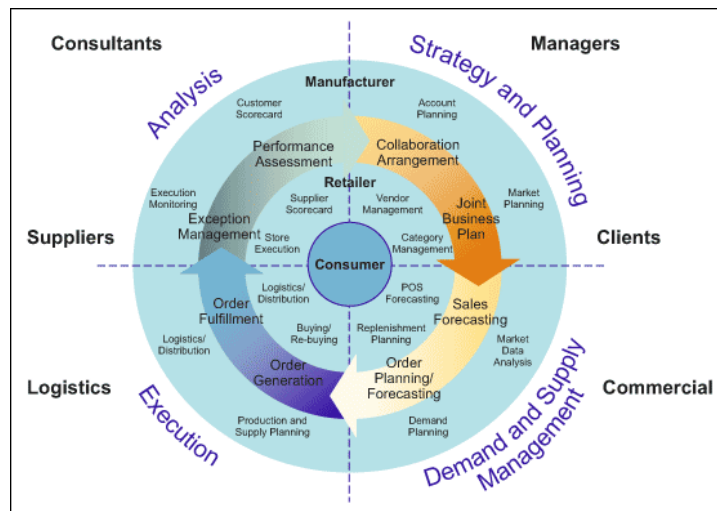 Consultants
Managers
Analysis
Strategy and Planning
Manufacturer
Customer
Scorecard
Account
Planning
Performance
Assessment
Collaboration
Arrangement
Retailer
Execution
Monitoring
Supplier
Scorecard
Vendor
Management
Market
Planning
Exception
Management
Joint
Business
Plan
Store
Execution
Category
Management
Suppliers
Clients
Consumer
Logistics/
Distribution
POS
Forecasting
Order
Fulfillment
Sales
Forecasting
Logistics/
Distribution
Buying/
Re-buying
Replenishment
Planning
Market
Data
Analysis
Order
Generation
Order
Planning/
Forecasting
Logistics
Commercial
Production and
Supply Planning
Demand
Planning
Execution
Demand and Supply
Management